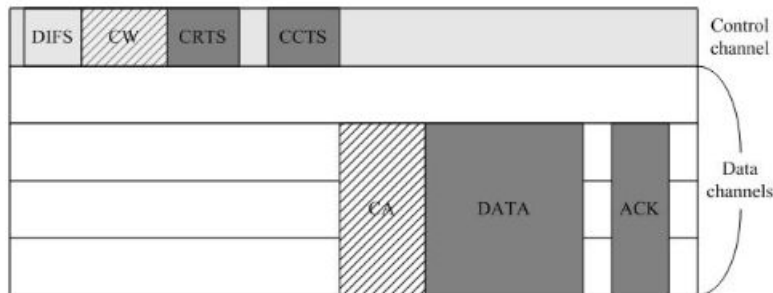 DIFS CW CRTS CCTS
Control
channel
CA DATA ACK
Data
channels